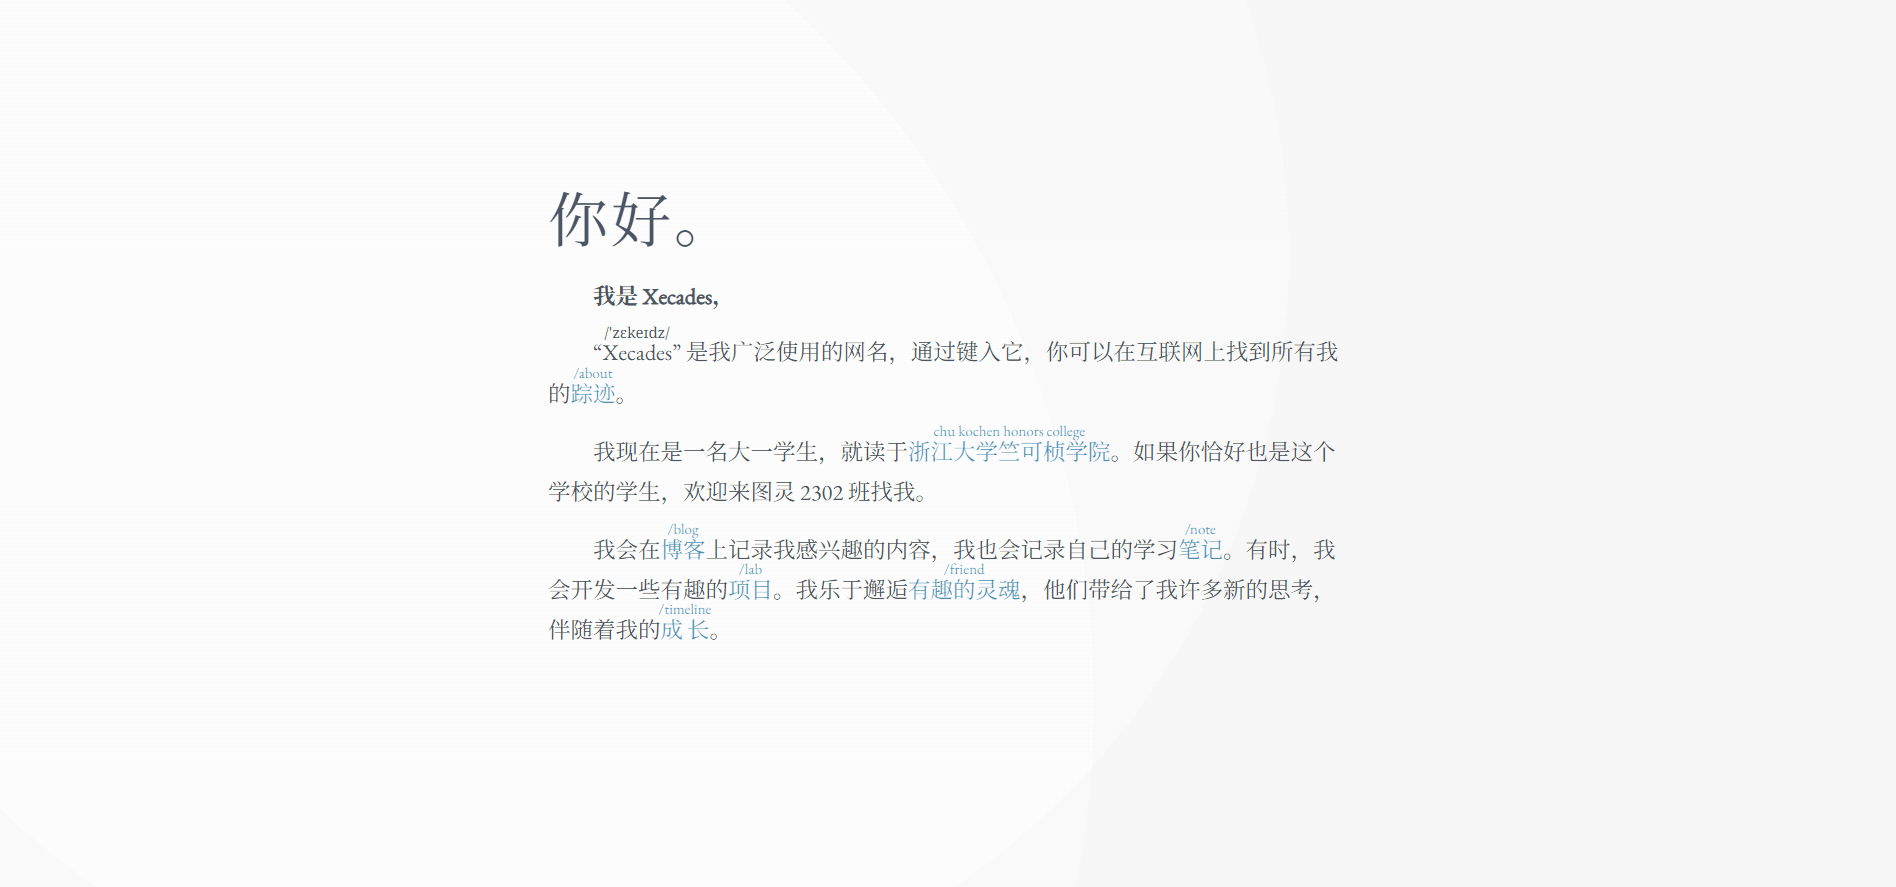 你好。
我是 Xecades,
/'zɛkeɪdz/
“Xecades” 是我广泛使用的网名，通过键入它，你可以在互联网上找到所有我
/about
的踪迹。
chu kochen honors college
我现在是一名大一学生，就读于浙江大学竺可桢学院。如果你恰好也是这个
学校的学生，欢迎来图灵 2302 班找我。
/blog /note
我会在博客上记录我感兴趣的内容，我也会记录自己的学习笔记。有时，我
/lab /friend
会开发一些有趣的项目。我乐于邂逅有趣的灵魂，他们带给了我许多新的思考，
/timeline
伴随着我的成 长。